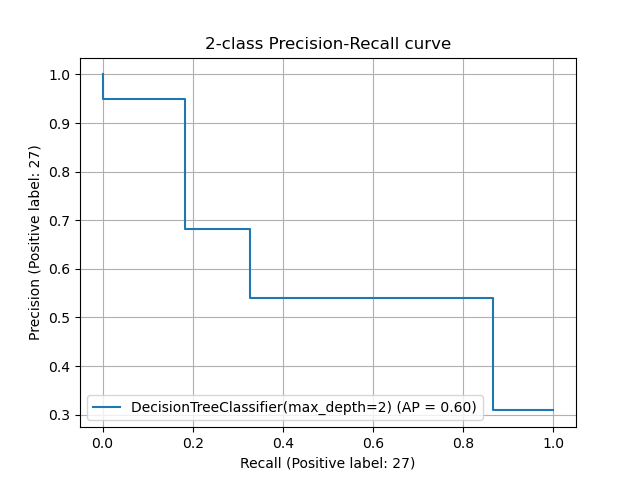 2-class Precision-Recall curve
Precision (Positive label: 27)
1.0
0.9
0.8
0.7
0.6
0.5
0.4
0.3
DecisionTreeClassifier(max_depth=2) (AP = 0.60)
0.0 0.2 0.4 0.6 0.8 1.0
Recall (Positive label: 27)